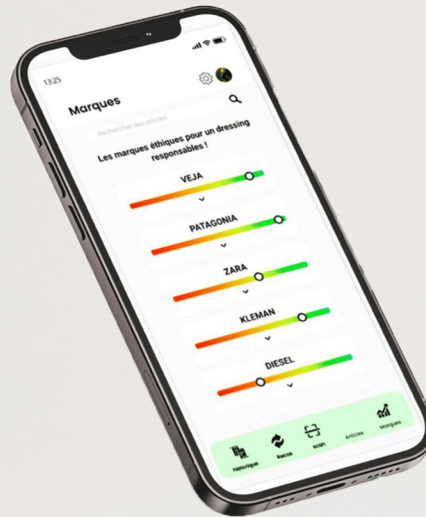 13:25
Marques
Rechercher des articles
Les marques éthiques pour un dressing
responsables !
VEJA
PATAGONIA
ZARA
KLEMAN
DIESEL
Historique
Recos
scan
Articles
Marques